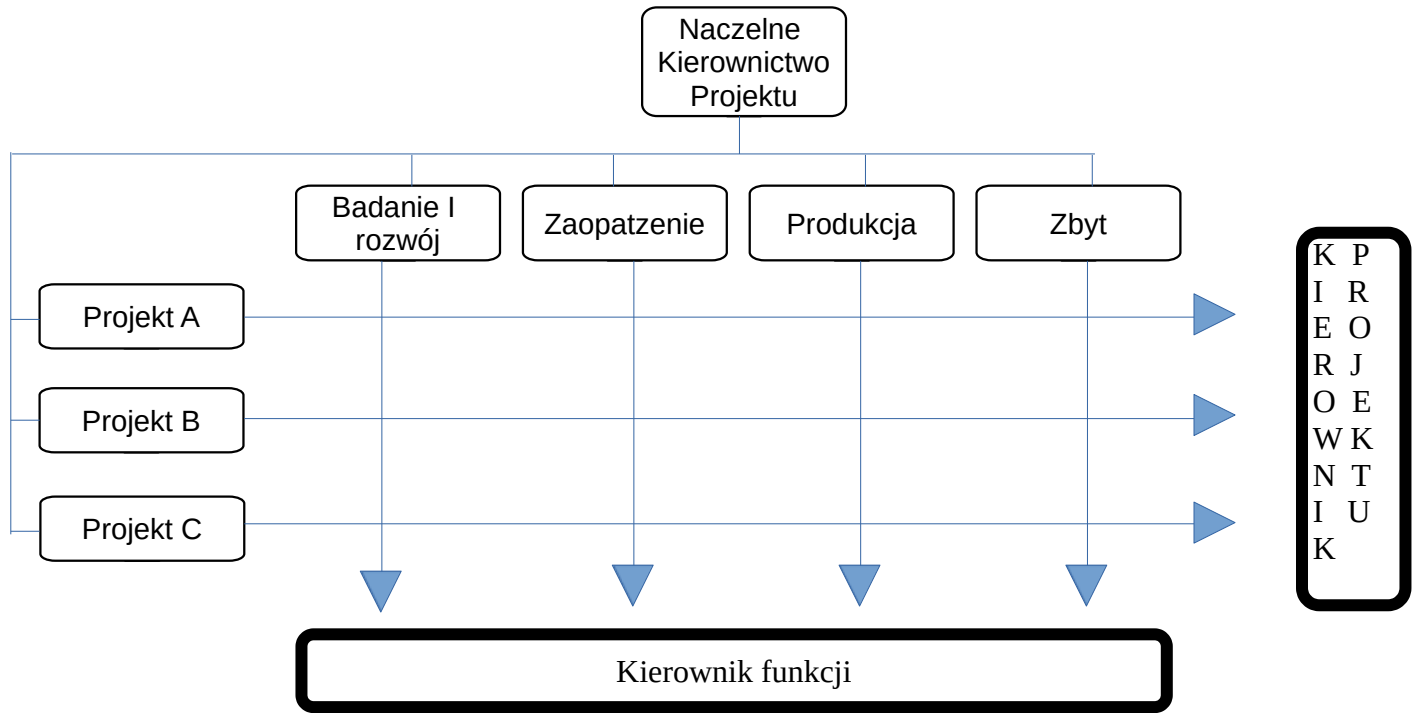 Naczelne
Kierownictwo
Projektu
Badanie I
rozwój
Zaopatzenie
Produkcja
Zbyt
Projekt A
Projekt B
Projekt C
K P
I R
E O
R J
O E
W K
N T
I U
K
Kierownik funkcji